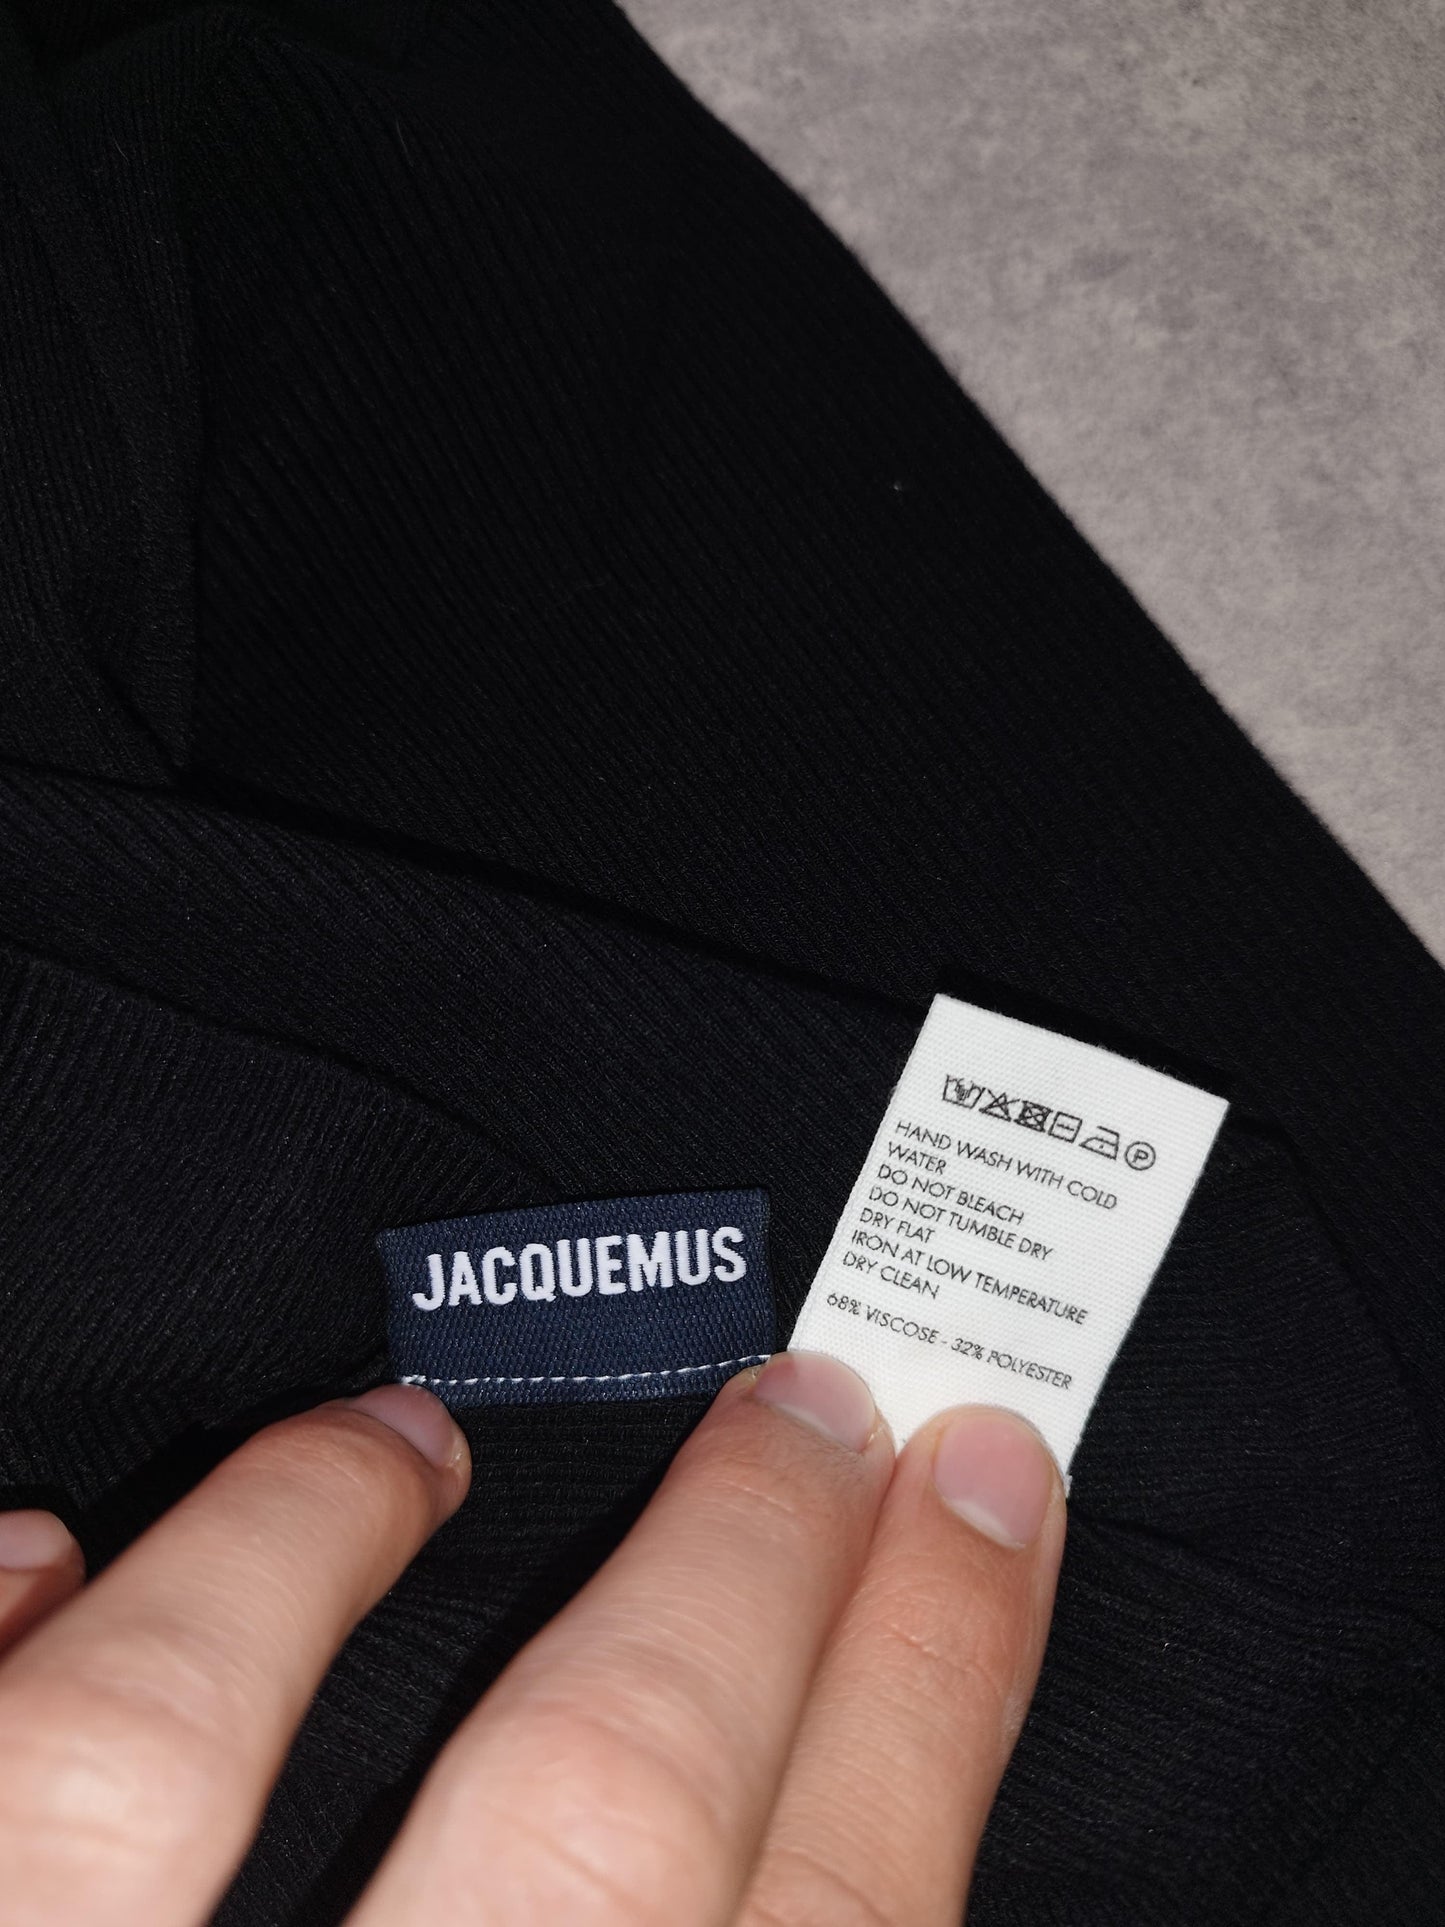 JACQUEMUS
P
HAND WASH WITH COLD
WATER
DO NOT BLEACH
DO NOT TUMBLE DRY
DRY FLAT
IRON AT LOW TEMPERATURE
DRY CLEAN
68% VISCOSE - 32% POLYESTER